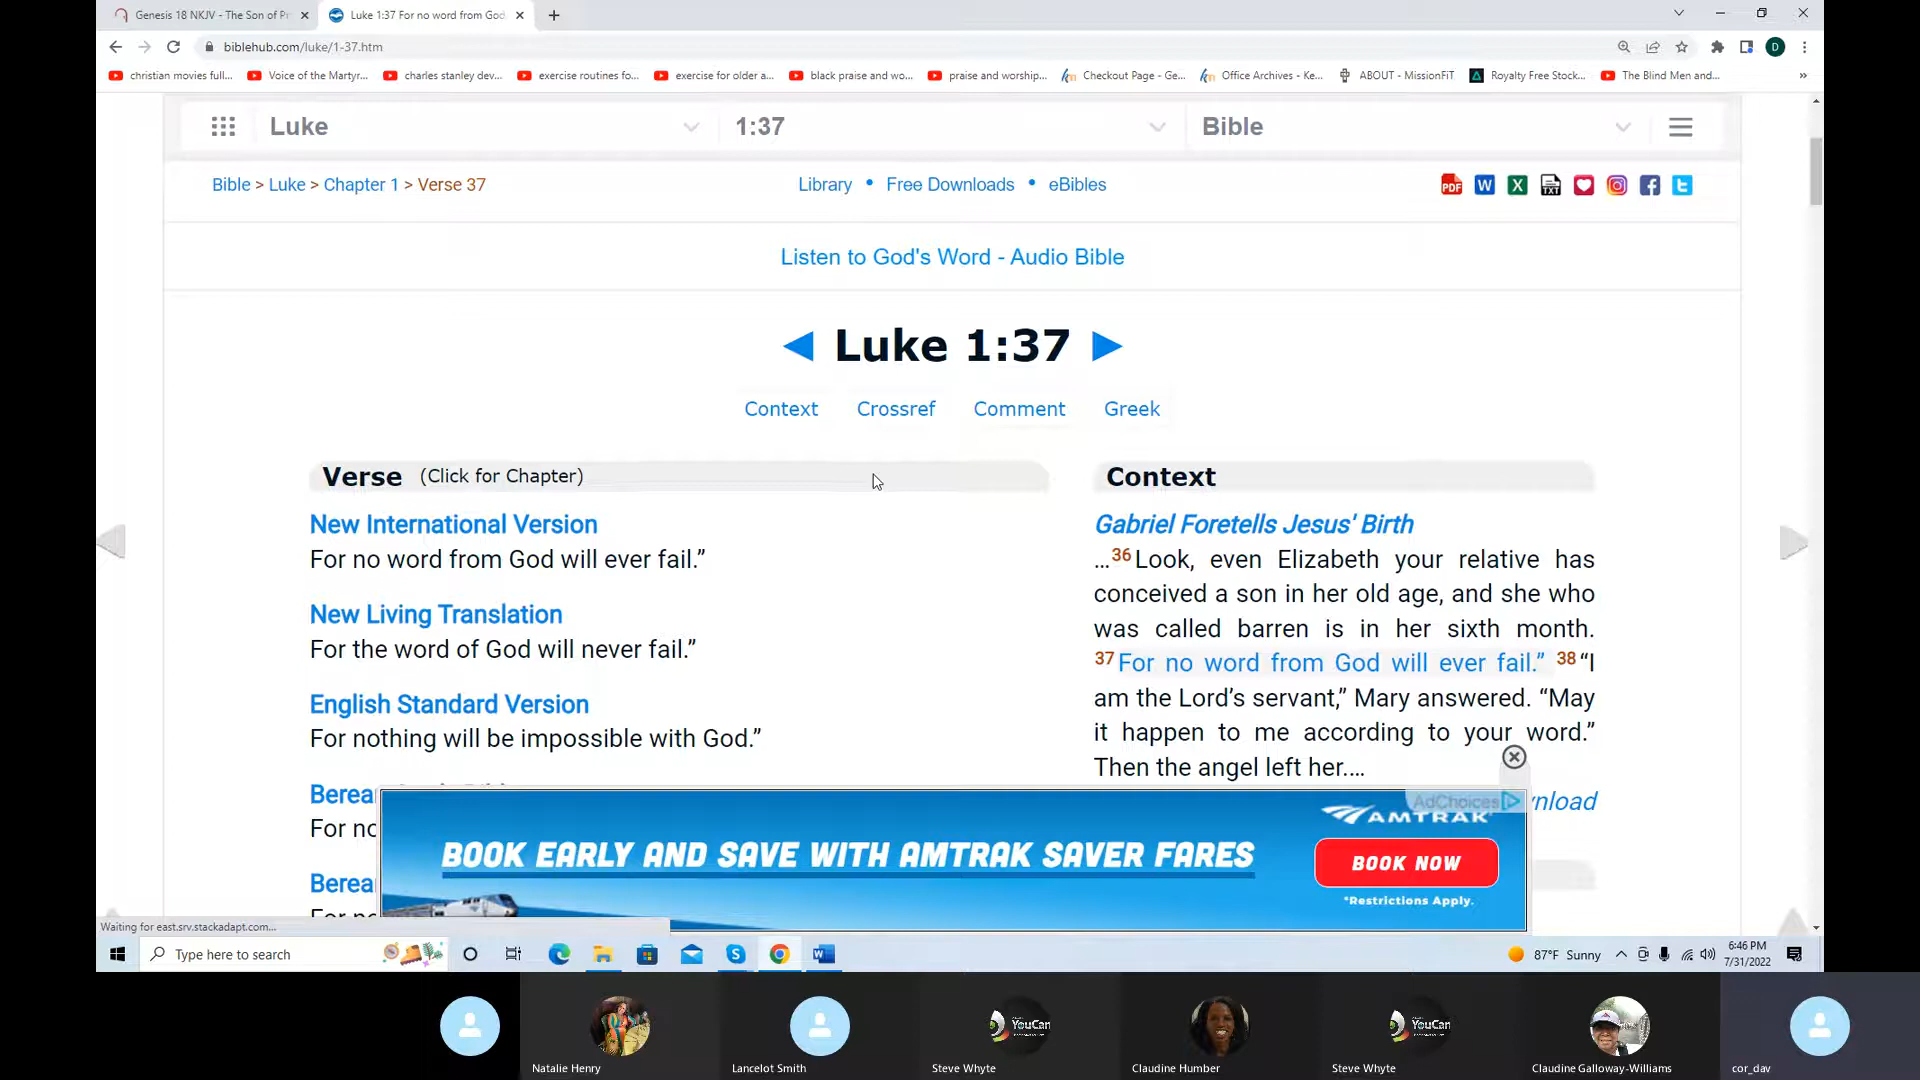 Genesis 18 NKJV - The Son of Pr
Luke 1:37 For no word from God
biblehub.com/luke/1-37.htm
D
christian movies full...
Voice of the Martyr...
charles stanley dev...
exercise routines fo...
exercise for older a...
black praise and wo...
praise and worship...
Checkout Page - Ge...
Office Archives - Ke...
ABOUT - MissionFiT
Royalty Free Stock...
The Blind Men and...
Luke
1:37
Bible
Bible > Luke > Chapter 1 > Verse 37
Library • Free Downloads • eBibles
PDF W X TXT
Listen to God's Word - Audio Bible
◄ Luke 1:37 ►
Context Crossref Comment Greek
Verse (Click for Chapter)
New International Version
For no word from God will ever fail.”
New Living Translation
For the word of God will never fail.”
English Standard Version
For nothing will be impossible with God.”
Berea
For no
Berea
Context
Gabriel Foretells Jesus' Birth
…36Look, even Elizabeth your relative has
conceived a son in her old age, and she who
was called barren is in her sixth month.
37For no word from God will ever fail.” 38“I
am the Lord’s servant,” Mary answered. “May
it happen to me according to your word.”
Then the angel left her.…
nload
AdChoices
AMTRAK
BOOK EARLY AND SAVE WITH AMTRAK SAVER FARES
BOOK NOW
*Restrictions Apply.
Waiting for east.srv.stackadapt.com...
Type here to search
87°F Sunny
6:46 PM
7/31/2022
YouCan
YouCan
Natalie Henry
Lancelot Smith
Steve Whyte
Claudine Humber
Steve Whyte
Claudine Galloway-Williams
cor_dav